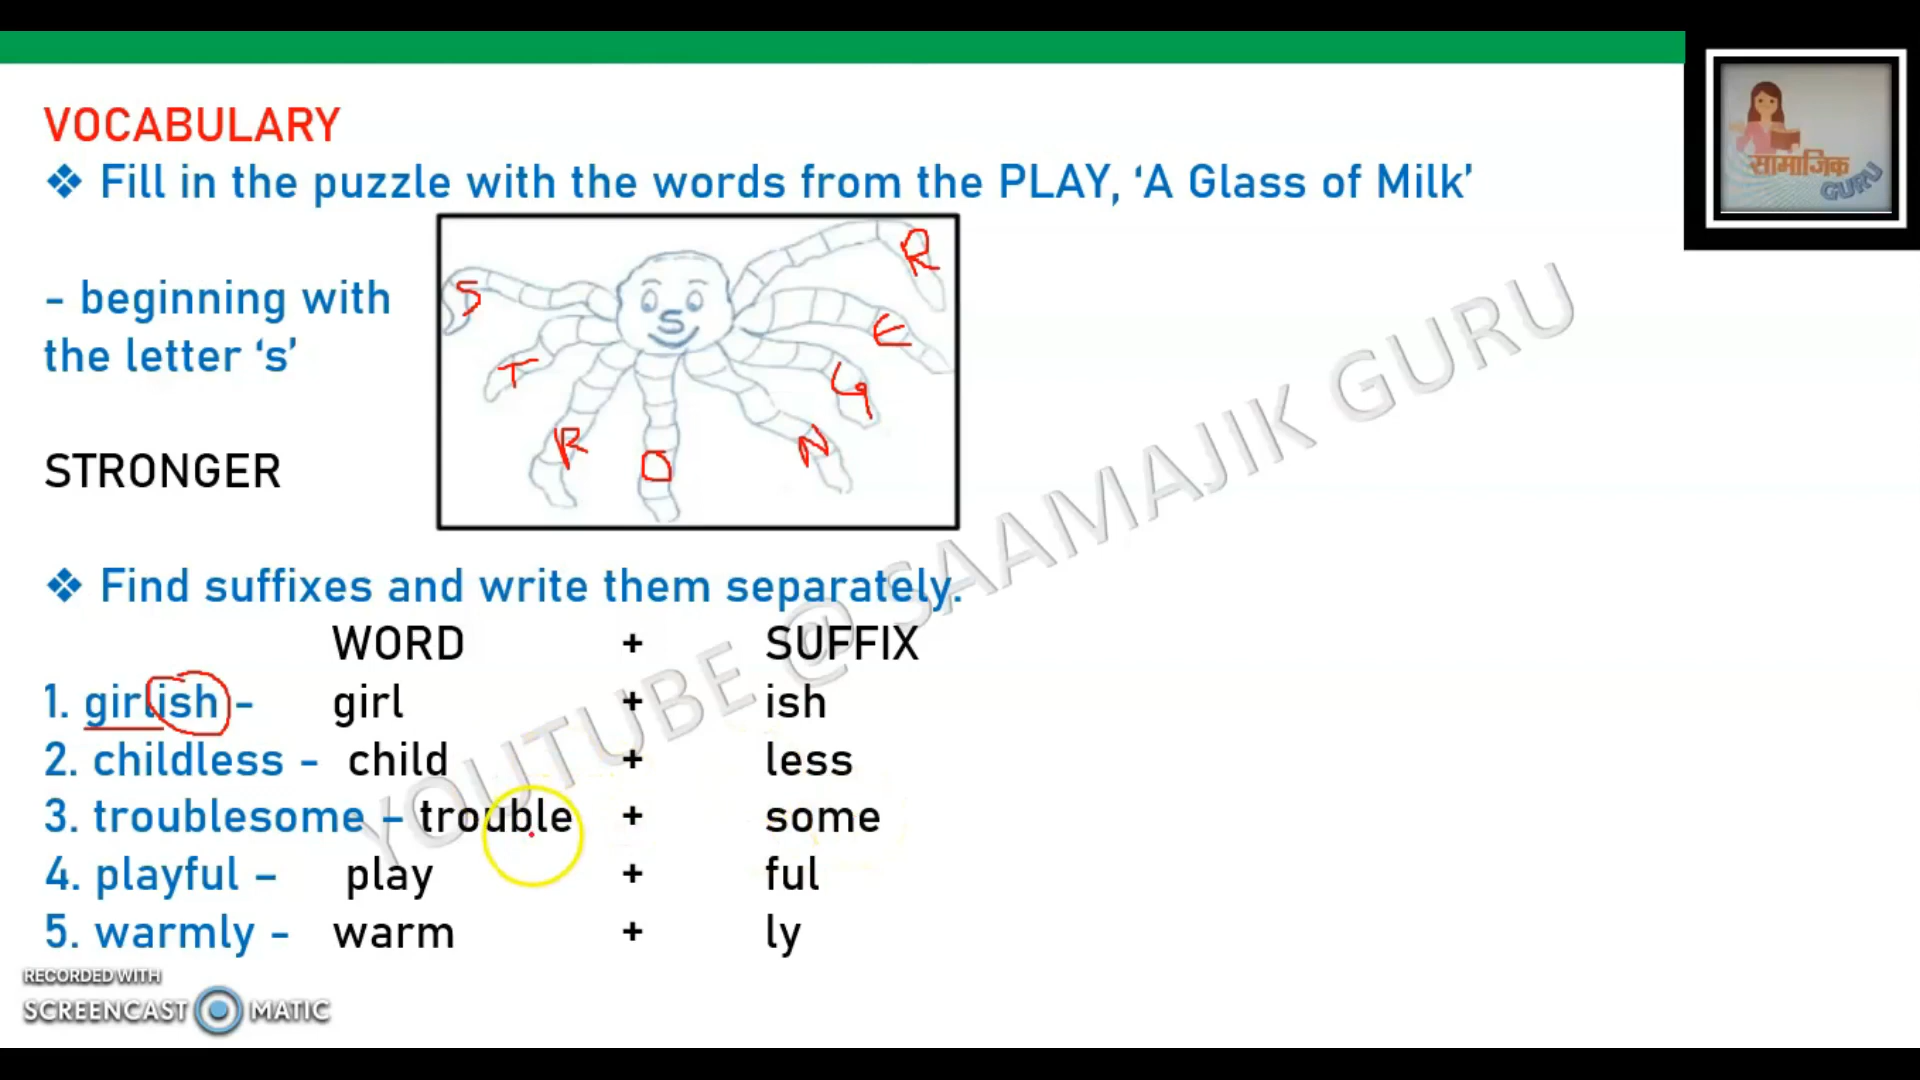 VOCABULARY
❖ Fill in the puzzle with the words from the PLAY, ‘A Glass of Milk’
- beginning with
the letter ‘s’
STRONGER
S
S
T
R
O
N
G
E
R
❖ Find suffixes and write them separately.
WORD + SUFFIX
1. girlish - girl + ish
2. childless - child + less
3. troublesome – trouble + some
4. playful – play + ful
5. warmly - warm + ly
YOUTUBE @ SAAMAJIK GURU
सामाजिक
GURU
RECORDED WITH
SCREENCAST MATIC